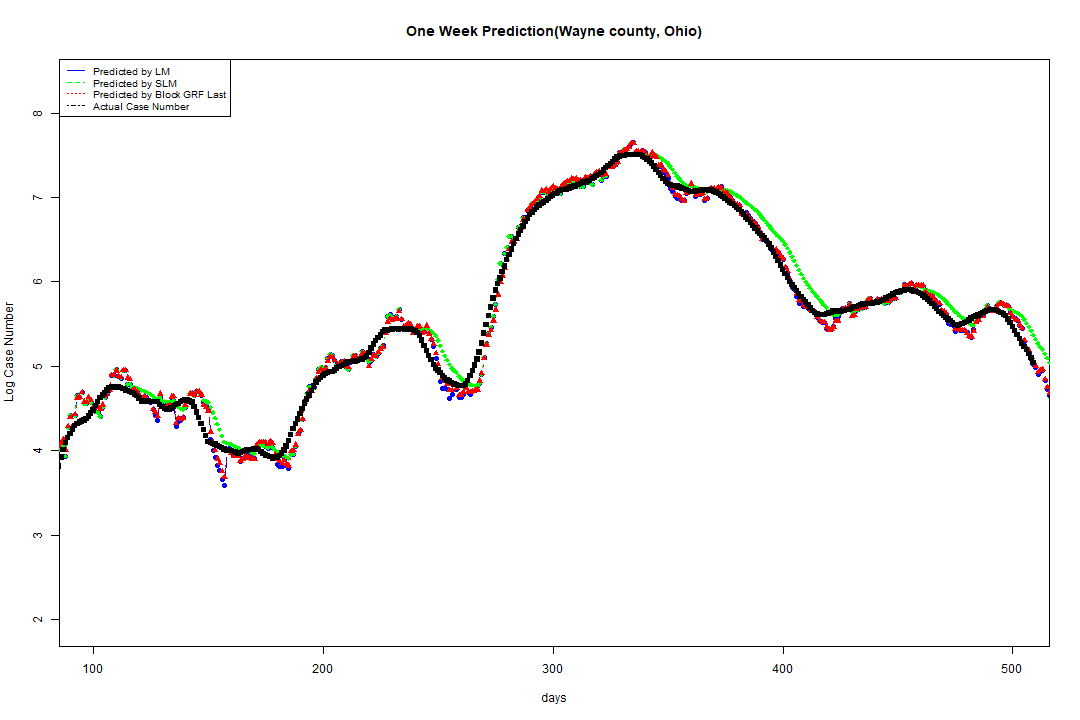 One Week Prediction(Wayne county, Ohio)
Predicted by LM
Predicted by SLM
Predicted by Block GRF Last
Actual Case Number
Log Case Number
8
7
6
5
4
3
2
100 200 300 400 500
days